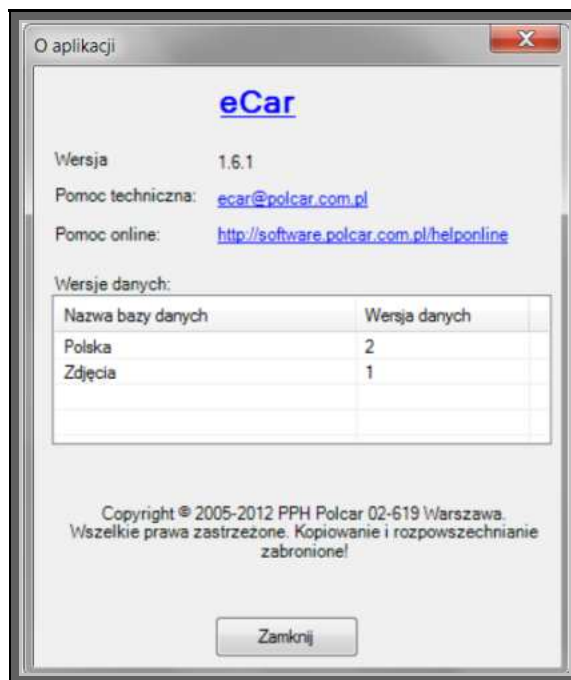 O aplikacji
eCar
Wersja 1.6.1
Pomoc techniczna: ecar@polcar.com.pl
Pomoc online: http://software.polcar.com.pl/helponline
Wersje danych:
Nazwa bazy danych Wersja danych
Polska 2
Zdjęcia 1
Copyright © 2005-2012 PPH Polcar 02-619 Warszawa.
Wszelkie prawa zastrzeżone. Kopiowanie i rozpowszechnianie
zabronione!
Zamknij